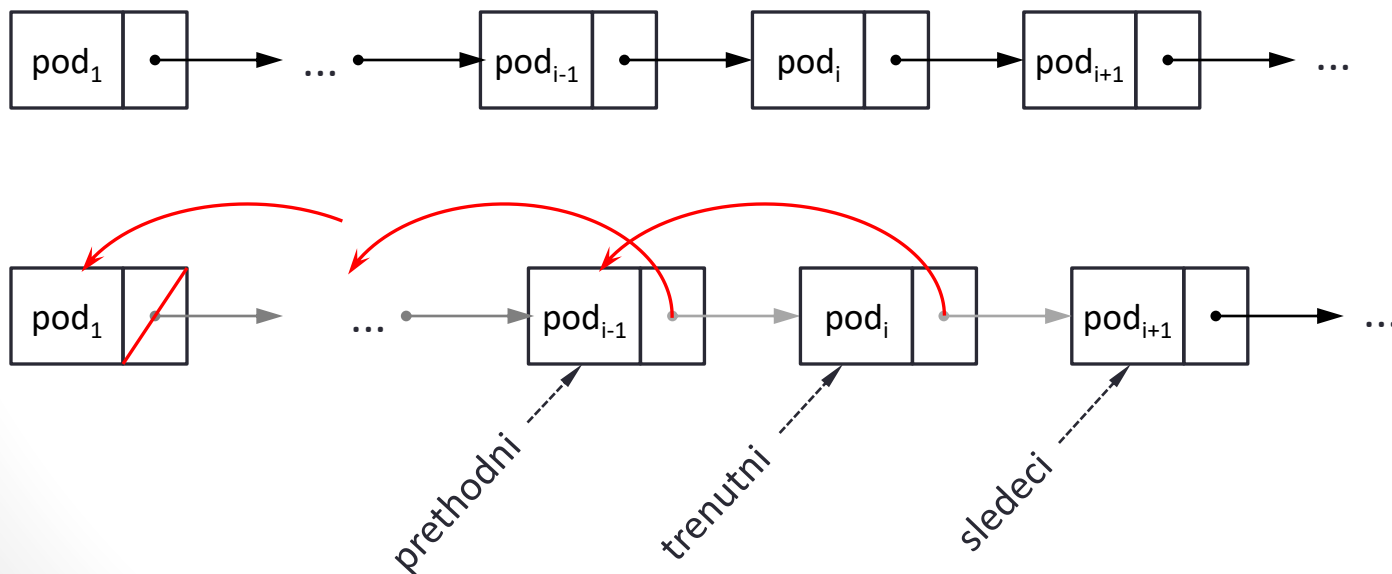 pod₁ ... podᵢ₋₁ podᵢ podᵢ₊₁ ...
pod₁ ... podᵢ₋₁ podᵢ podᵢ₊₁ ...
prethodni trenutni sledeci